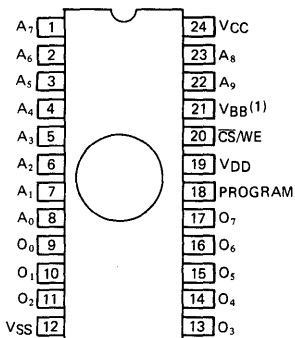 A₇ 1 24 VCC
A₆ 2 23 A₈
A₅ 3 22 A₉
A₄ 4 21 VBB(1)
A₃ 5 20 C̅S̅/WE
A₂ 6 19 VDD
A₁ 7 18 PROGRAM
A₀ 8 17 O₇
O₀ 9 16 O₆
O₁ 10 15 O₅
O₂ 11 14 O₄
VSS 12 13 O₃